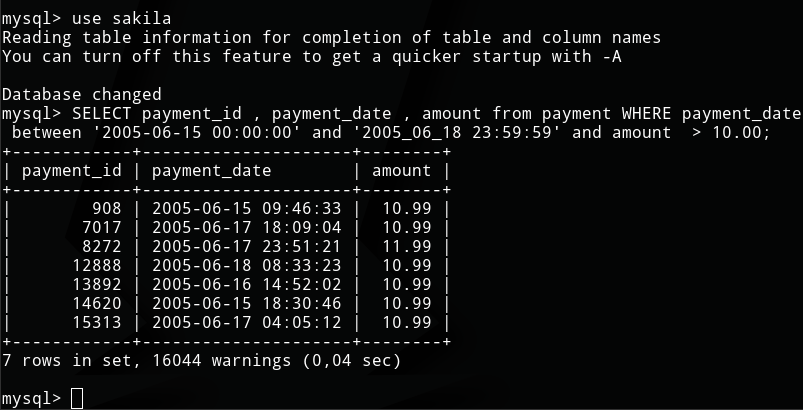 mysql> use sakila
Reading table information for completion of table and column names
You can turn off this feature to get a quicker startup with -A
Database changed
mysql> SELECT payment_id , payment_date , amount from payment WHERE payment_date
 between '2005-06-15 00:00:00' and '2005_06_18 23:59:59' and amount  > 10.00;
+------------+---------------------+--------+
| payment_id | payment_date        | amount |
+------------+---------------------+--------+
|        908 | 2005-06-15 09:46:33 |  10.99 |
|       7017 | 2005-06-17 18:09:04 |  10.99 |
|       8272 | 2005-06-17 23:51:21 |  11.99 |
|      12888 | 2005-06-18 08:33:23 |  10.99 |
|      13892 | 2005-06-16 14:52:02 |  10.99 |
|      14620 | 2005-06-15 18:30:46 |  10.99 |
|      15313 | 2005-06-17 04:05:12 |  10.99 |
+------------+---------------------+--------+
7 rows in set, 16044 warnings (0,04 sec)
mysql>